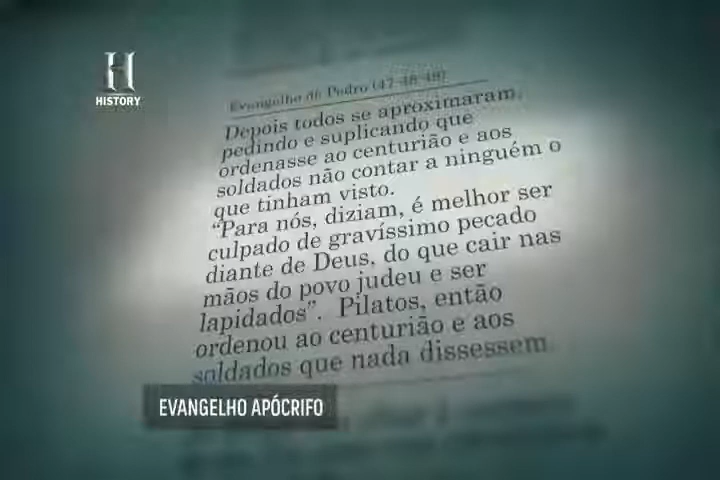 H
HISTORY
Evangelho de Pedro (47-48-49)
Depois todos se aproximaram,
pedindo e suplicando que
ordenasse ao centurião e aos
soldados não contar a ninguém o
que tinham visto.
"Para nós, diziam, é melhor ser
culpado de gravíssimo pecado
diante de Deus, do que cair nas
mãos do povo judeu e ser
lapidados". Pilatos, então
ordenou ao centurião e aos
soldados que nada dissessem
EVANGELHO APÓCRIFO